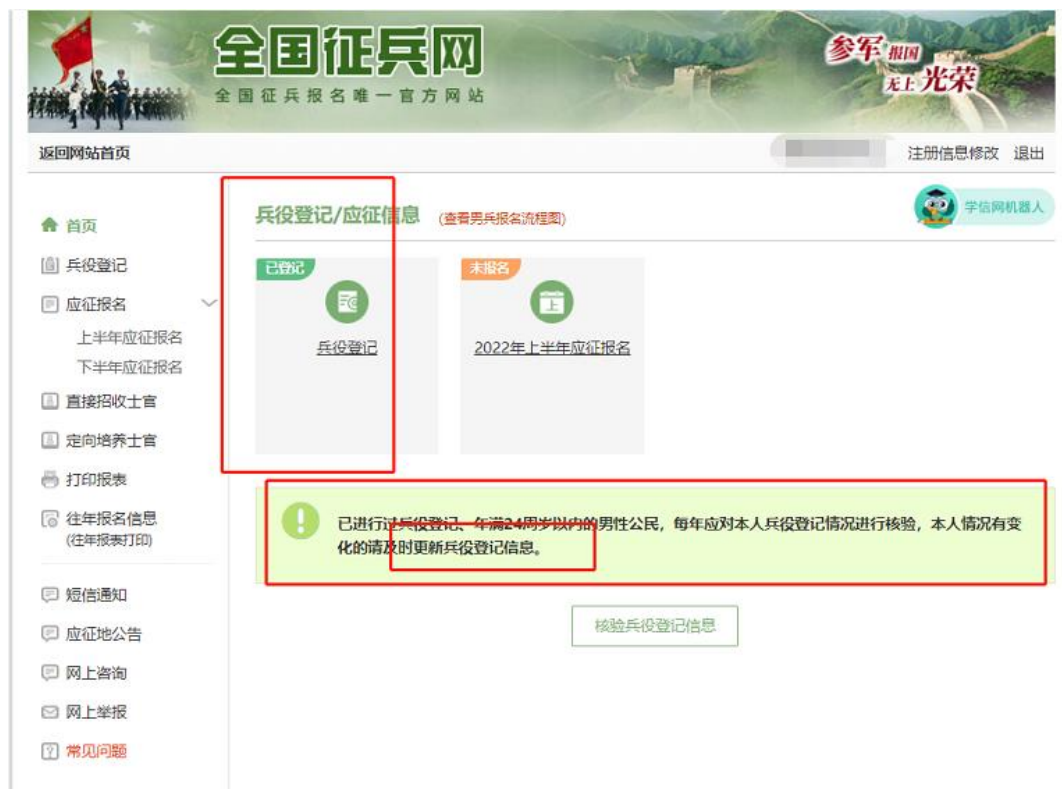 全国征兵网
全国征兵报名唯一官方网站
参军 报国
无上 光荣
返回网站首页
注册信息修改 退出
学信网机器人
首页
兵役登记
应征报名
上半年应征报名
下半年应征报名
直接招收士官
定向培养士官
打印报表
往年报名信息
(往年报表打印)
短信通知
应征地公告
网上咨询
网上举报
常见问题
兵役登记/应征信息 (查看男兵报名流程图)
已登记
兵役登记
未报名
上
2022年上半年应征报名
已进行过兵役登记、年满24周岁以内的男性公民，每年应对本人兵役登记情况进行核验，本人情况有变
化的请及时更新兵役登记信息。
核验兵役登记信息